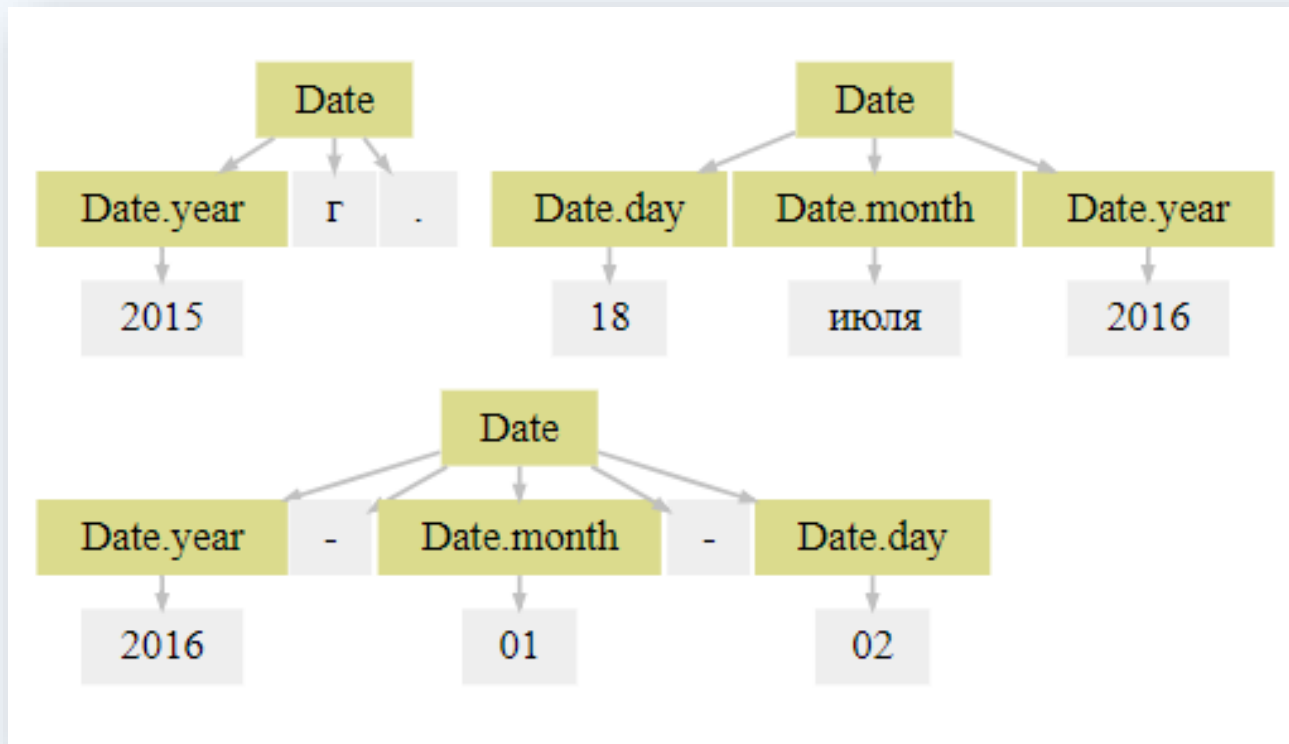 Date Date
Date.year г . Date.day Date.month Date.year
2015 18 июля 2016
Date
Date.year - Date.month - Date.day
2016 01 02